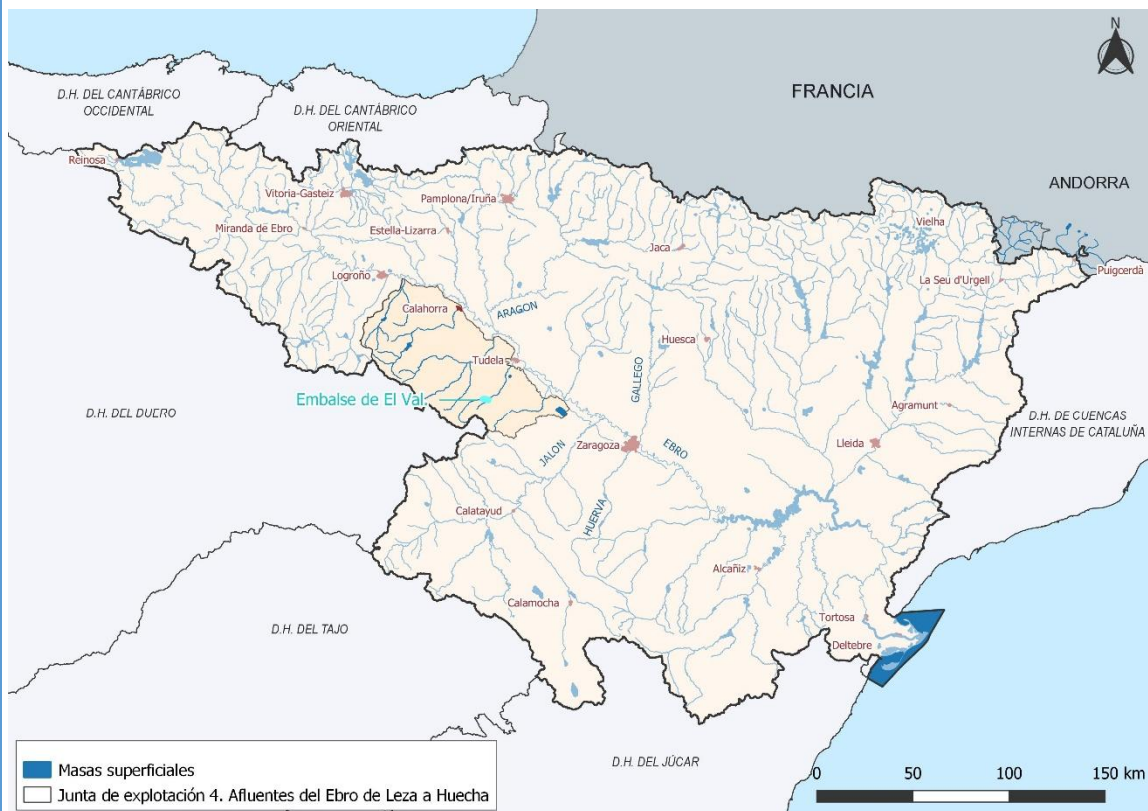 N
FRANCIA
D.H. DEL CANTÁBRICO
OCCIDENTAL
D.H. DEL CANTÁBRICO
ORIENTAL
Reinosa
ANDORRA
Vitoria-Gasteiz
Pamplona/Iruña
Vielha
Miranda de Ebro
Estella-Lizarra
Jaca
Puigcerdà
Logroño
La Seu d'Urgell
Calahorra
ARAGON
Huesca
Tudela
GALLEGO
Embalse de El Val
Agramunt
D.H. DEL DUERO
D.H. DE CUENCAS
INTERNAS DE CATALUÑA
JALON
Zaragoza
EBRO
Lleida
Calatayud
HUERVA
Alcañiz
Calamocha
Tortosa
D.H. DEL TAJO
Deltebre
D.H. DEL JÚCAR
Masas superficiales
Junta de explotación 4. Afluentes del Ebro de Leza a Huecha
0 50 100 150 km